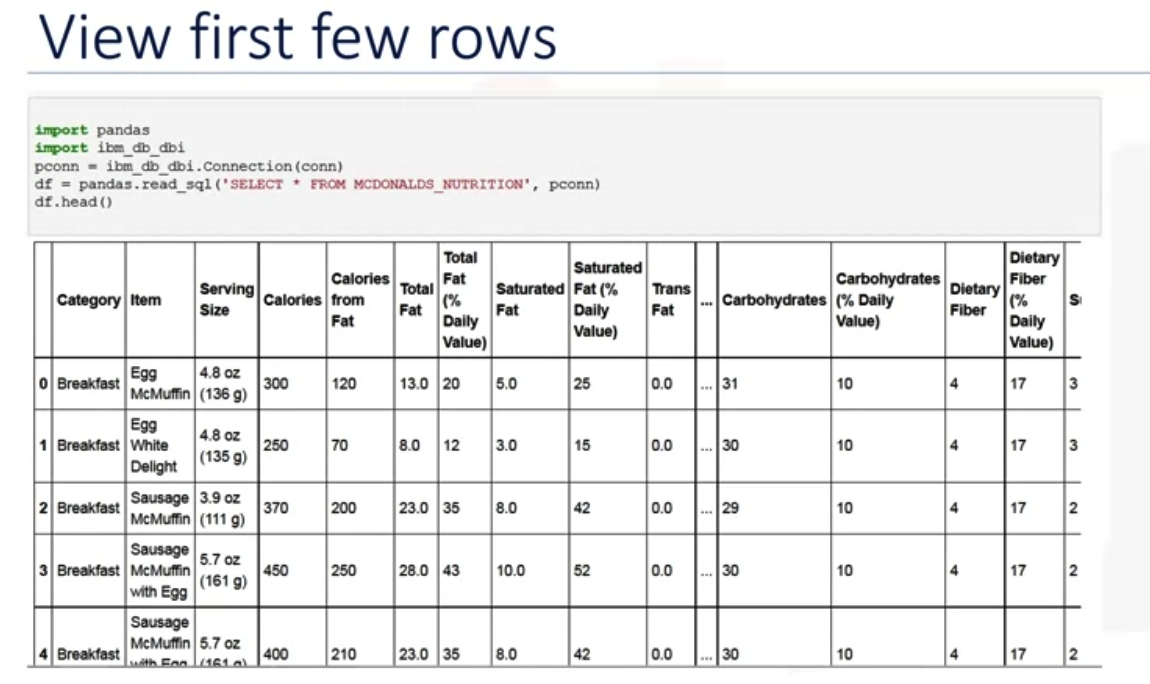 View first few rows
import pandas
import ibm_db_dbi
pconn = ibm_db_dbi.Connection(conn)
df = pandas.read_sql('SELECT * FROM MCDONALDS_NUTRITION', pconn)
df.head()
Category Item Serving Size Calories Calories from Fat Total Fat Total Fat (% Daily Value) Saturated Fat Saturated Fat (% Daily Value) Trans Fat ... Carbohydrates Carbohydrates (% Daily Value) Dietary Fiber Dietary Fiber (% Daily Value)
0 Breakfast Egg McMuffin 4.8 oz (136 g) 300 120 13.0 20 5.0 25 0.0 ... 31 10 4 17 3
1 Breakfast Egg White Delight 4.8 oz (135 g) 250 70 8.0 12 3.0 15 0.0 ... 30 10 4 17 3
2 Breakfast Sausage McMuffin 3.9 oz (111 g) 370 200 23.0 35 8.0 42 0.0 ... 29 10 4 17 2
3 Breakfast Sausage McMuffin with Egg 5.7 oz (161 g) 450 250 28.0 43 10.0 52 0.0 ... 30 10 4 17 2
4 Breakfast Sausage McMuffin with Egg 5.7 oz (161 g) 400 210 23.0 35 8.0 42 0.0 ... 30 10 4 17 2